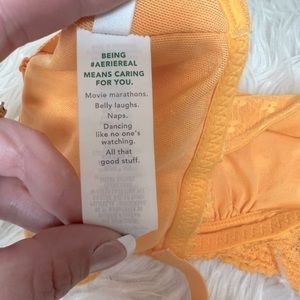 BEING
#AERIEREAL
MEANS CARING
FOR YOU.
Movie marathons.
Belly laughs.
Naps.
Dancing
like no one's
watching.
All that
good stuff.